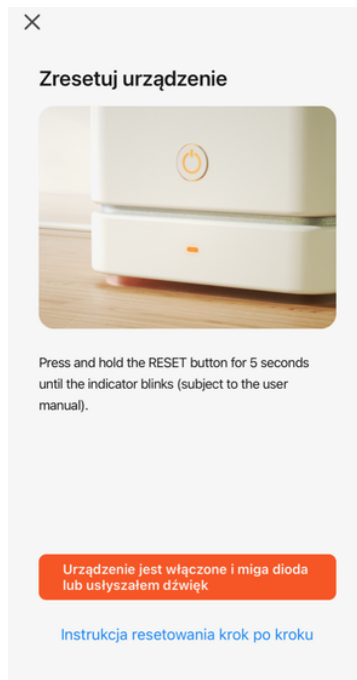 Zresetuj urządzenie
Press and hold the RESET button for 5 seconds
until the indicator blinks (subject to the user
manual).
Urządzenie jest włączone i miga dioda
lub usłyszałem dźwięk
Instrukcja resetowania krok po kroku